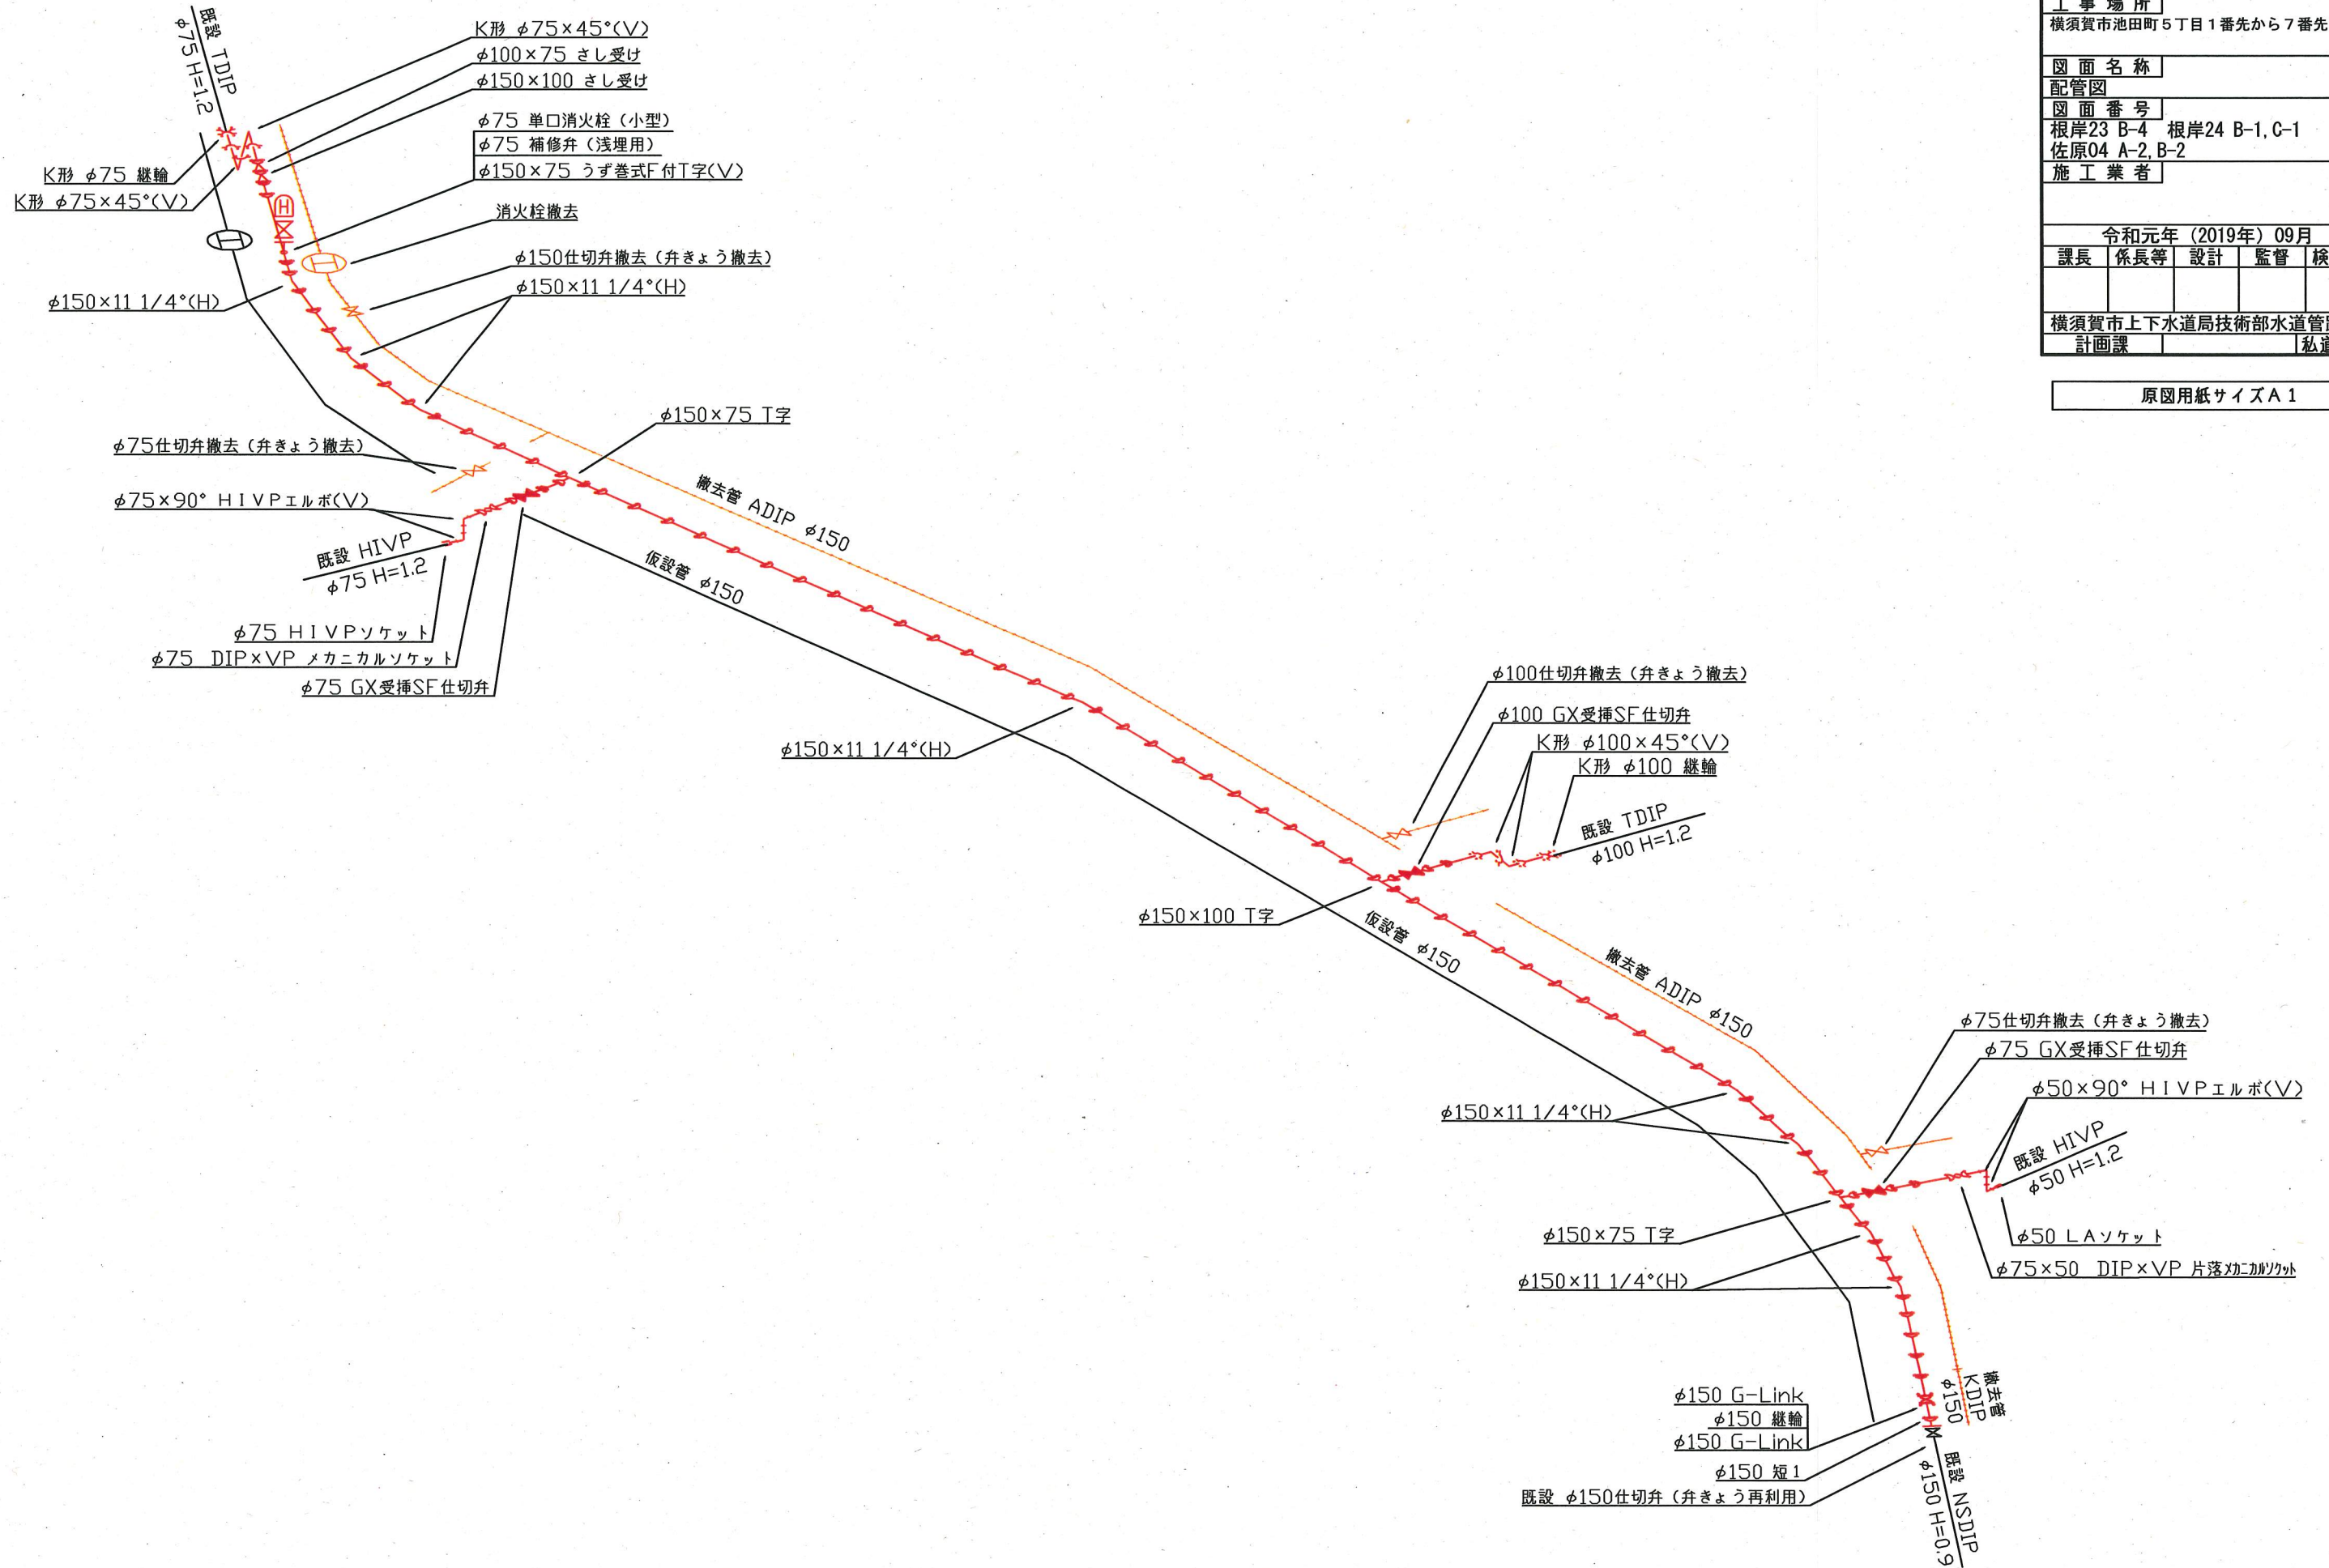 工事場所
横須賀市池田町５丁目１番先から７番先
図面名称
配管図
図面番号
根岸23 B-4　根岸24 B-1,C-1
佐原04 A-2,B-2
施工業者
令和元年（2019年）09月
課長 係長等 設計 監督 検
横須賀市上下水道局技術部水道管
計画課 私道
原図用紙サイズＡ１
既設 TDIP
φ75 H=1.2
K形 φ75×45°(V)
φ100×75 さし受け
φ150×100 さし受け
φ75 単口消火栓（小型）
φ75 補修弁（浅埋用）
φ150×75 うず巻式F付T字(V)
K形 φ75 継輪
K形 φ75×45°(V)
消火栓撤去
φ150仕切弁撤去（弁きょう撤去）
φ150×11 1/4°(H)
φ150×11 1/4°(H)
φ150×75 T字
φ75仕切弁撤去（弁きょう撤去）
φ75×90° ＨＩＶＰエルボ(V)
撤去管 ADIP φ150
既設 HIVP
φ75 H=1.2
仮設管 φ150
φ75 ＨＩＶＰソケット
φ75 DIP×VP メカニカルソケット
φ75 GX受挿SF仕切弁
φ100仕切弁撤去（弁きょう撤去）
φ100 GX受挿SF仕切弁
K形 φ100×45°(V)
K形 φ100 継輪
φ150×11 1/4°(H)
既設 TDIP
φ100 H=1.2
φ150×100 T字
仮設管 φ150
撤去管 ADIP φ150
φ75仕切弁撤去（弁きょう撤去）
φ75 GX受挿SF仕切弁
φ50×90° ＨＩＶＰエルボ(V)
φ150×11 1/4°(H)
既設 HIVP
φ50 H=1.2
φ150×75 T字
φ50 ＬＡソケット
φ75×50 DIP×VP 片落メカニカルソケット
φ150×11 1/4°(H)
撤去管
KDIP
φ150
φ150 G-Link
φ150 継輪
φ150 G-Link
φ150 短1
既設 φ150仕切弁（弁きょう再利用）
既設 NSDIP
φ150 H=0.9